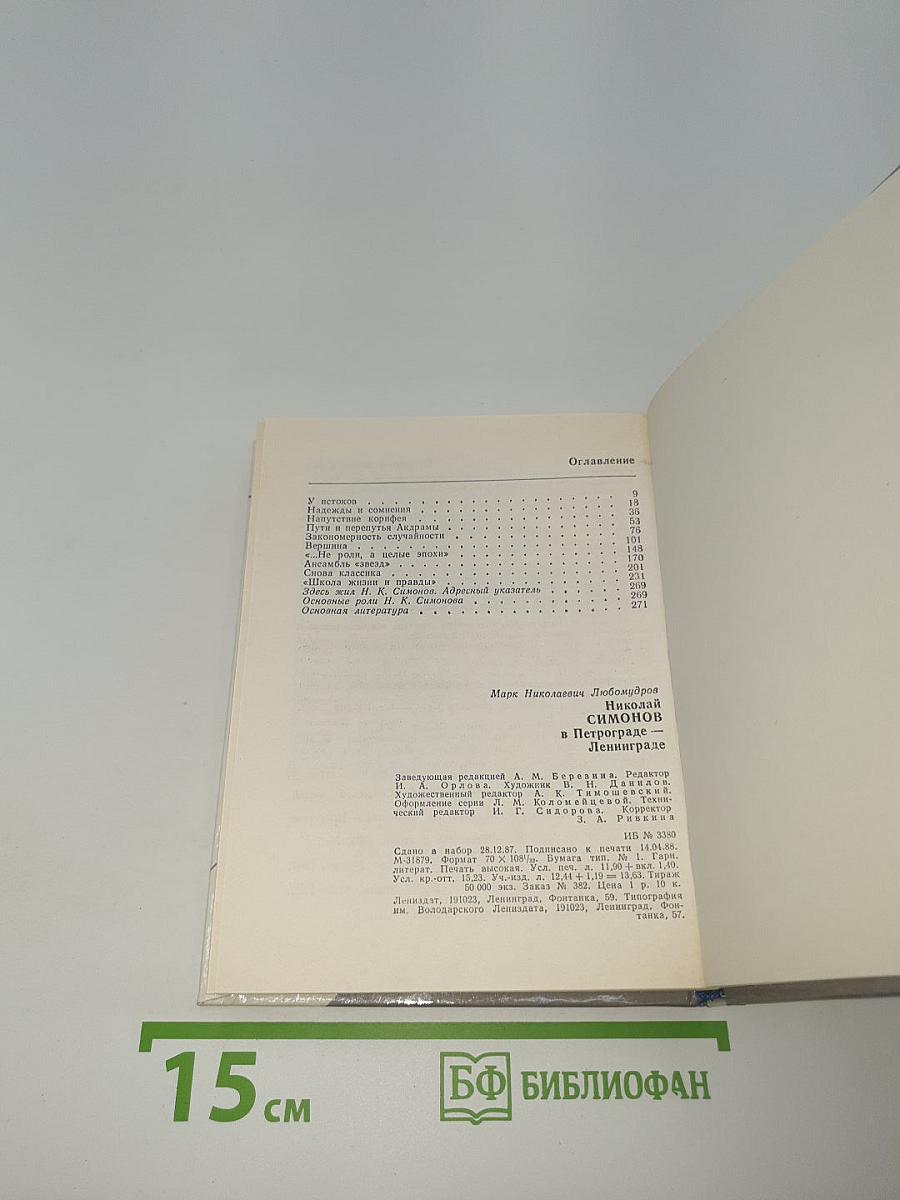 Оглавление
У истоков . . . . . . . . . . . . . . . . . . . 9
Надежды и сомнения . . . . . . . . . . . . . . . . 18
Напутствие корифея . . . . . . . . . . . . . . . . 36
Пути и перепутья Акдрамы . . . . . . . . . . . . . . 53
Закономерность случайности . . . . . . . . . . . . . 76
Вершина . . . . . . . . . . . . . . . . . . . . 101
«...Не роли, а целые эпохи» . . . . . . . . . . . . . 148
Ансамбль «звезд» . . . . . . . . . . . . . . . . . 170
Снова классика . . . . . . . . . . . . . . . . . . 201
«Школа жизни и правды» . . . . . . . . . . . . . . 231
Здесь жил Н. К. Симонов. Адресный указатель . . . . . . 269
Основные роли Н. К. Симонова . . . . . . . . . . . . 269
Основная литература . . . . . . . . . . . . . . . . 271
Марк Николаевич Любомудров
Николай
СИМОНОВ
в Петрограде —
Ленинграде
Заведующая редакцией А. М. Березина. Редактор
И. А. Орлова. Художник В. Н. Данилов.
Художественный редактор А. К. Тимошевский.
Оформление серии Л. М. Коломейцевой. Техни-
ческий редактор И. Г. Сидорова. Корректор
З. А. Ривкина
ИБ № 3380
Сдано в набор 28.12.87. Подписано к печати 14.04.88.
М-31879. Формат 70 × 108¹/₃₂. Бумага тип. № 1. Гарн.
литерат. Печать высокая. Усл. печ. л. 11,90 + вкл. 1,40.
Усл. кр.-отт. 15,23. Уч.-изд. л. 12,44 + 1,19 = 13,63. Тираж
50 000 экз. Заказ № 382. Цена 1 р. 10 к.
Лениздат, 191023, Ленинград, Фонтанка, 59. Типография
им. Володарского Лениздата, 191023, Ленинград, Фон-
танка, 57.
15 см
БФ БИБЛИОФАН